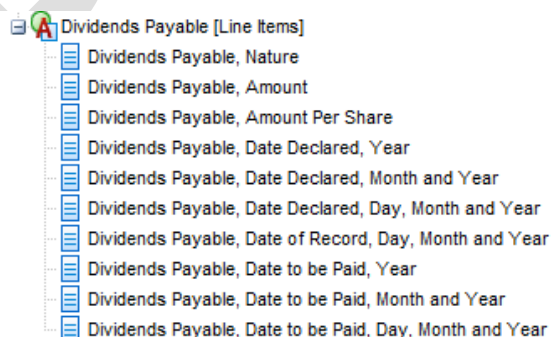 Dividends Payable [Line Items]
Dividends Payable, Nature
Dividends Payable, Amount
Dividends Payable, Amount Per Share
Dividends Payable, Date Declared, Year
Dividends Payable, Date Declared, Month and Year
Dividends Payable, Date Declared, Day, Month and Year
Dividends Payable, Date of Record, Day, Month and Year
Dividends Payable, Date to be Paid, Year
Dividends Payable, Date to be Paid, Month and Year
Dividends Payable, Date to be Paid, Day, Month and Year